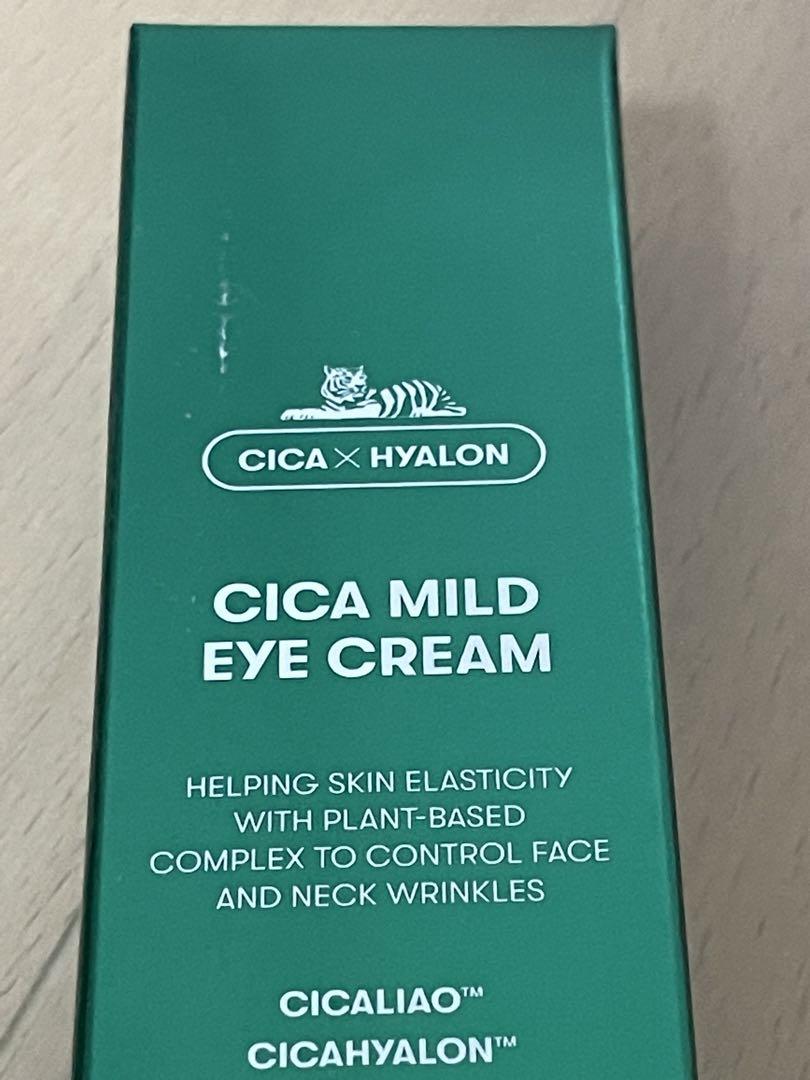 CICA X HYALON
CICA MILD
EYE CREAM
HELPING SKIN ELASTICITY
WITH PLANT-BASED
COMPLEX TO CONTROL FACE
AND NECK WRINKLES
CICALIAO™
CICAHYALON™